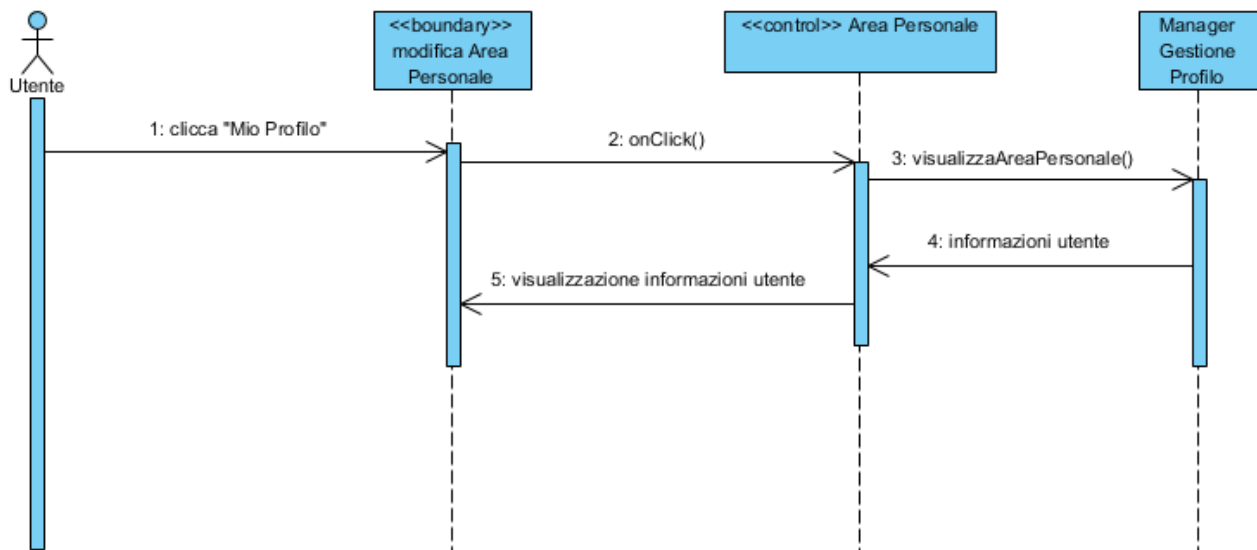 Utente
<<boundary>>
modifica Area
Personale
<<control>> Area Personale
Manager
Gestione
Profilo
1: clicca "Mio Profilo"
2: onClick()
3: visualizzaAreaPersonale()
4: informazioni utente
5: visualizzazione informazioni utente